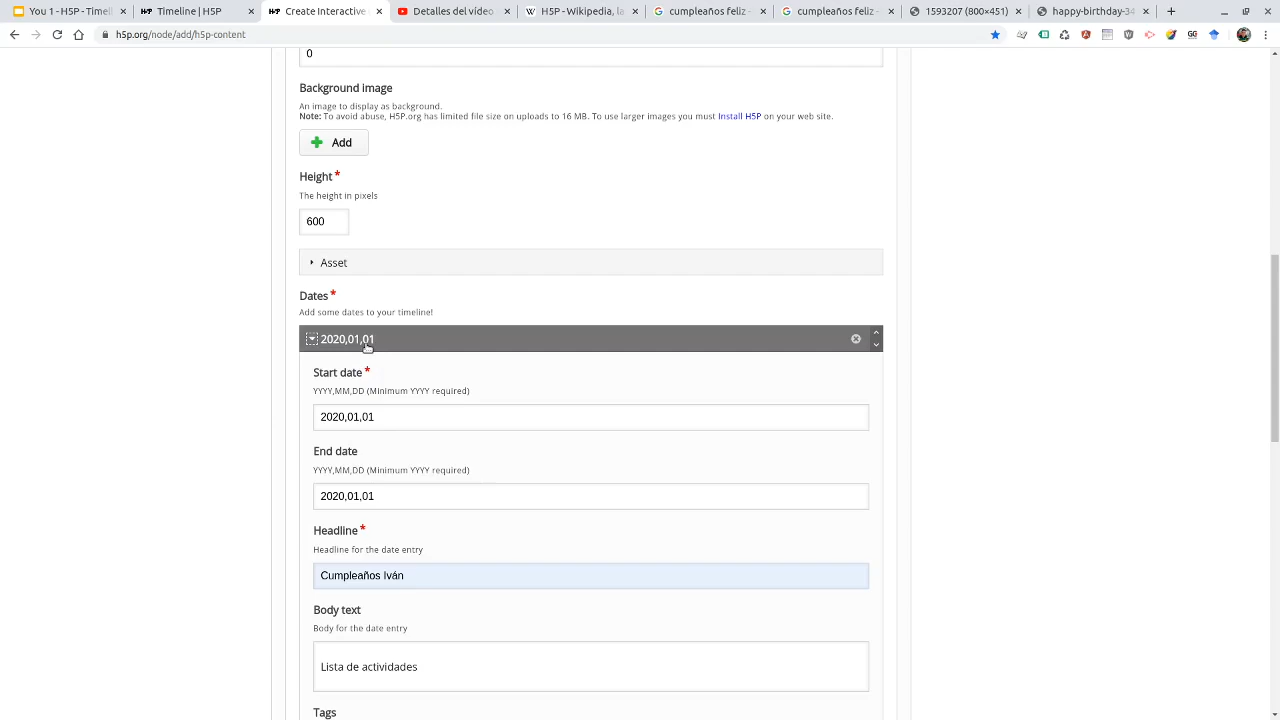 You 1 - H5P - Timeli
Timeline | H5P
Create Interactive
Detalles del video
H5P - Wikipedia, la
cumpleaños feliz -
cumpleaños feliz -
1593207 (800×451)
happy-birthday-34
h5p.org/node/add/h5p-content
0
Background image
An image to display as background.
Note: To avoid abuse, H5P.org has limited file size on uploads to 16 MB. To use larger images you must Install H5P on your web site.
Add
Height *
The height in pixels
600
Asset
Dates *
Add some dates to your timeline!
2020,01,01
Start date *
YYYY,MM,DD (Minimum YYYY required)
2020,01,01
End date
YYYY,MM,DD (Minimum YYYY required)
2020,01,01
Headline *
Headline for the date entry
Cumpleaños Iván
Body text
Body for the date entry
Lista de actividades
Tags